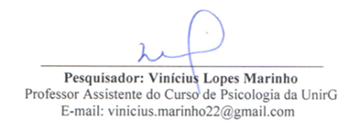 Pesquisador: Vinícius Lopes Marinho
Professor Assistente do Curso de Psicologia da UnirG
E-mail: vinicius.marinho22@gmail.com